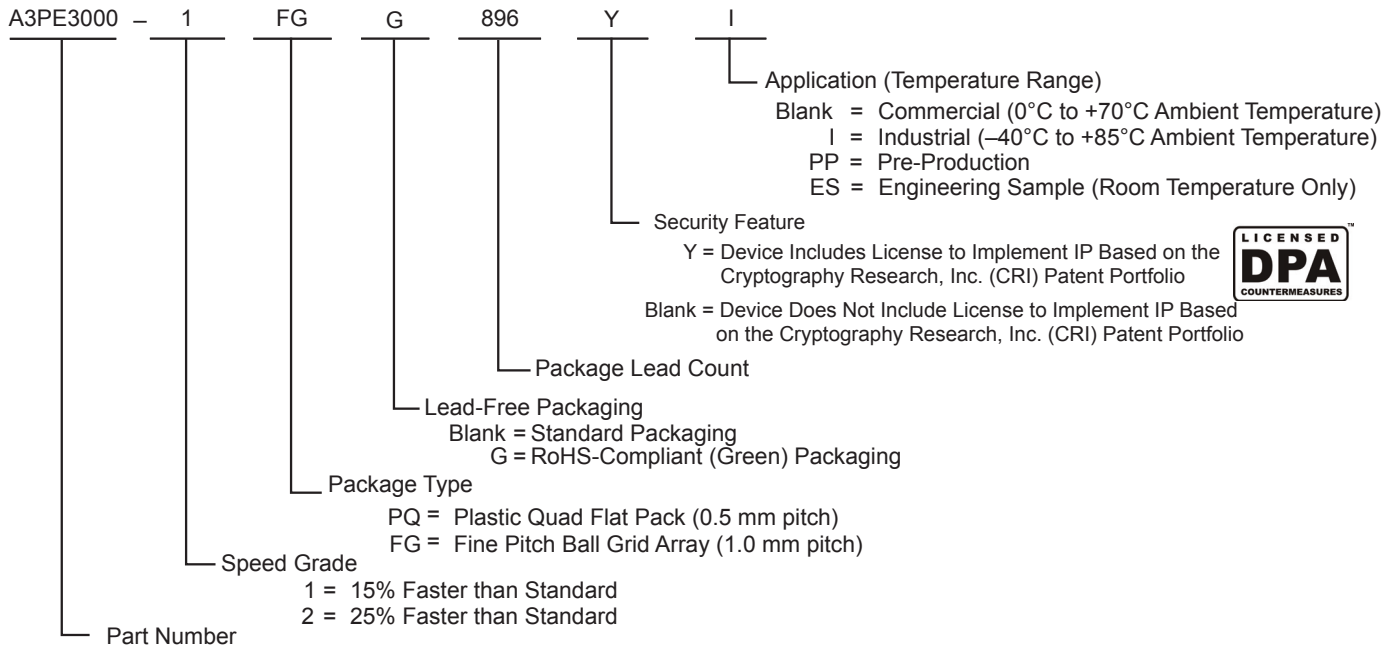 A3PE3000 – 1 FG G 896 Y I
Application (Temperature Range)
Blank = Commercial (0°C to +70°C Ambient Temperature)
I = Industrial (–40°C to +85°C Ambient Temperature)
PP = Pre-Production
ES = Engineering Sample (Room Temperature Only)
Security Feature
Y = Device Includes License to Implement IP Based on the
Cryptography Research, Inc. (CRI) Patent Portfolio
LICENSED™
DPA
COUNTERMEASURES
Blank = Device Does Not Include License to Implement IP Based
on the Cryptography Research, Inc. (CRI) Patent Portfolio
Package Lead Count
Lead-Free Packaging
Blank = Standard Packaging
G = RoHS-Compliant (Green) Packaging
Package Type
PQ = Plastic Quad Flat Pack (0.5 mm pitch)
FG = Fine Pitch Ball Grid Array (1.0 mm pitch)
Speed Grade
1 = 15% Faster than Standard
2 = 25% Faster than Standard
Part Number